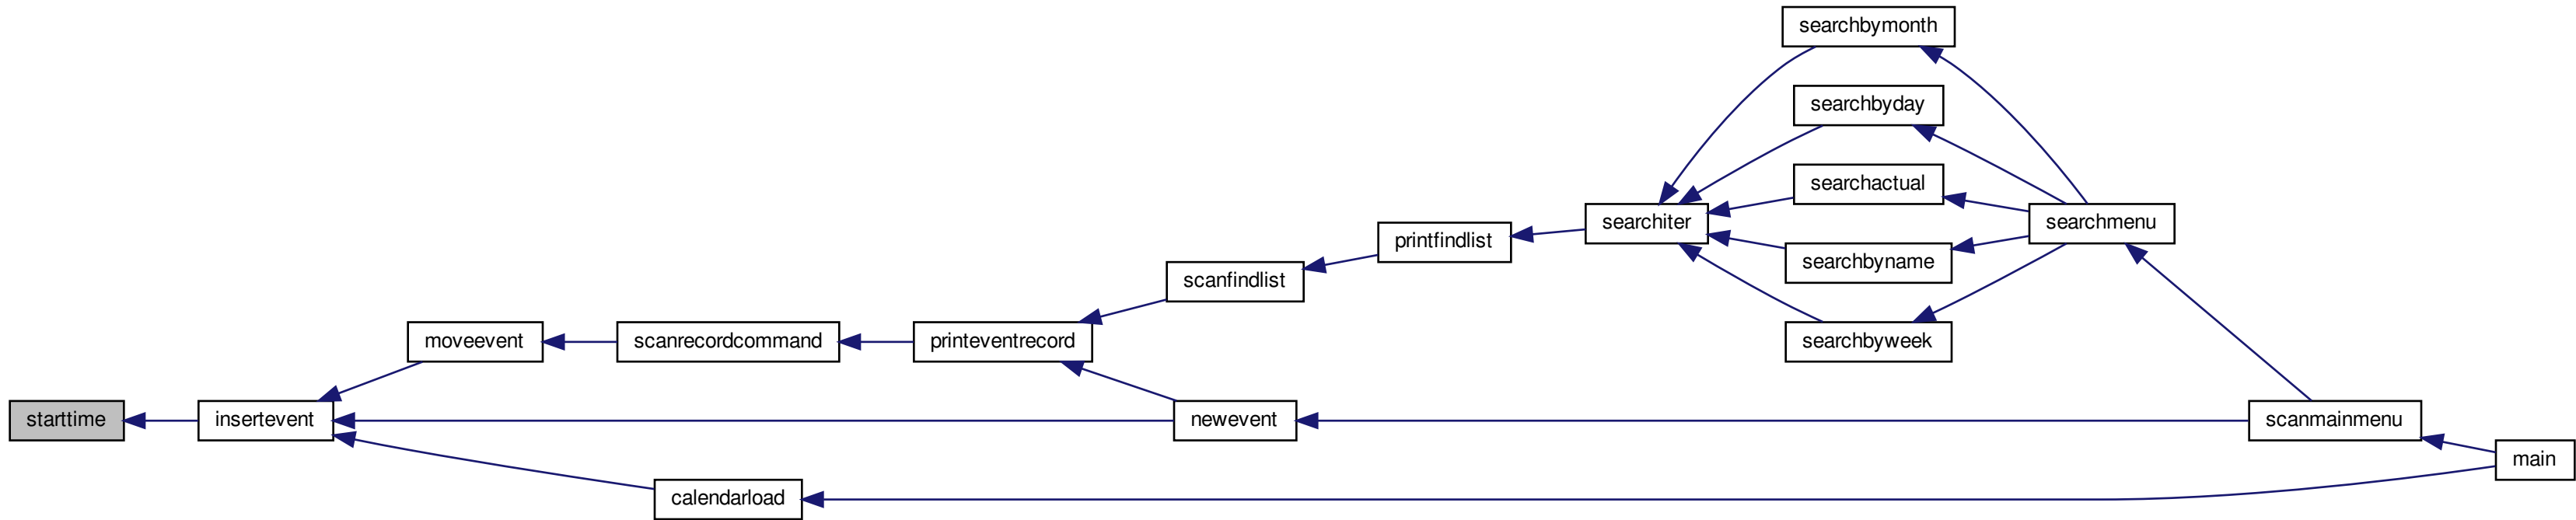 searchbymonth
searchbyday
searchactual
searchiter
searchmenu
printfindlist
searchbyname
scanfindlist
moveevent
scanrecordcommand
printeventrecord
searchbyweek
starttime
insertevent
newevent
scanmainmenu
main
calendarload